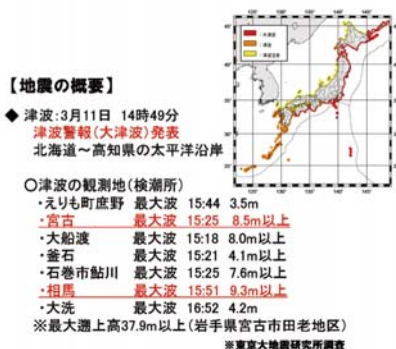 【地震の概要】
◆ 津波:3月11日 14時49分
津波警報(大津波)発表
北海道~高知県の太平洋沿岸
〇津波の観測地(検潮所)
・えりも町庶野 最大波 15:44 3.5m
・宮古 最大波 15:25 8.5m以上
・大船渡 最大波 15:18 8.0m以上
・釜石 最大波 15:21 4.1m以上
・石巻市鮎川 最大波 15:25 7.6m以上
・相馬 最大波 15:51 9.3m以上
・大洗 最大波 16:52 4.2m
※最大遡上高37.9m以上(岩手県宮古市田老地区)
※東京大地震研究所調査